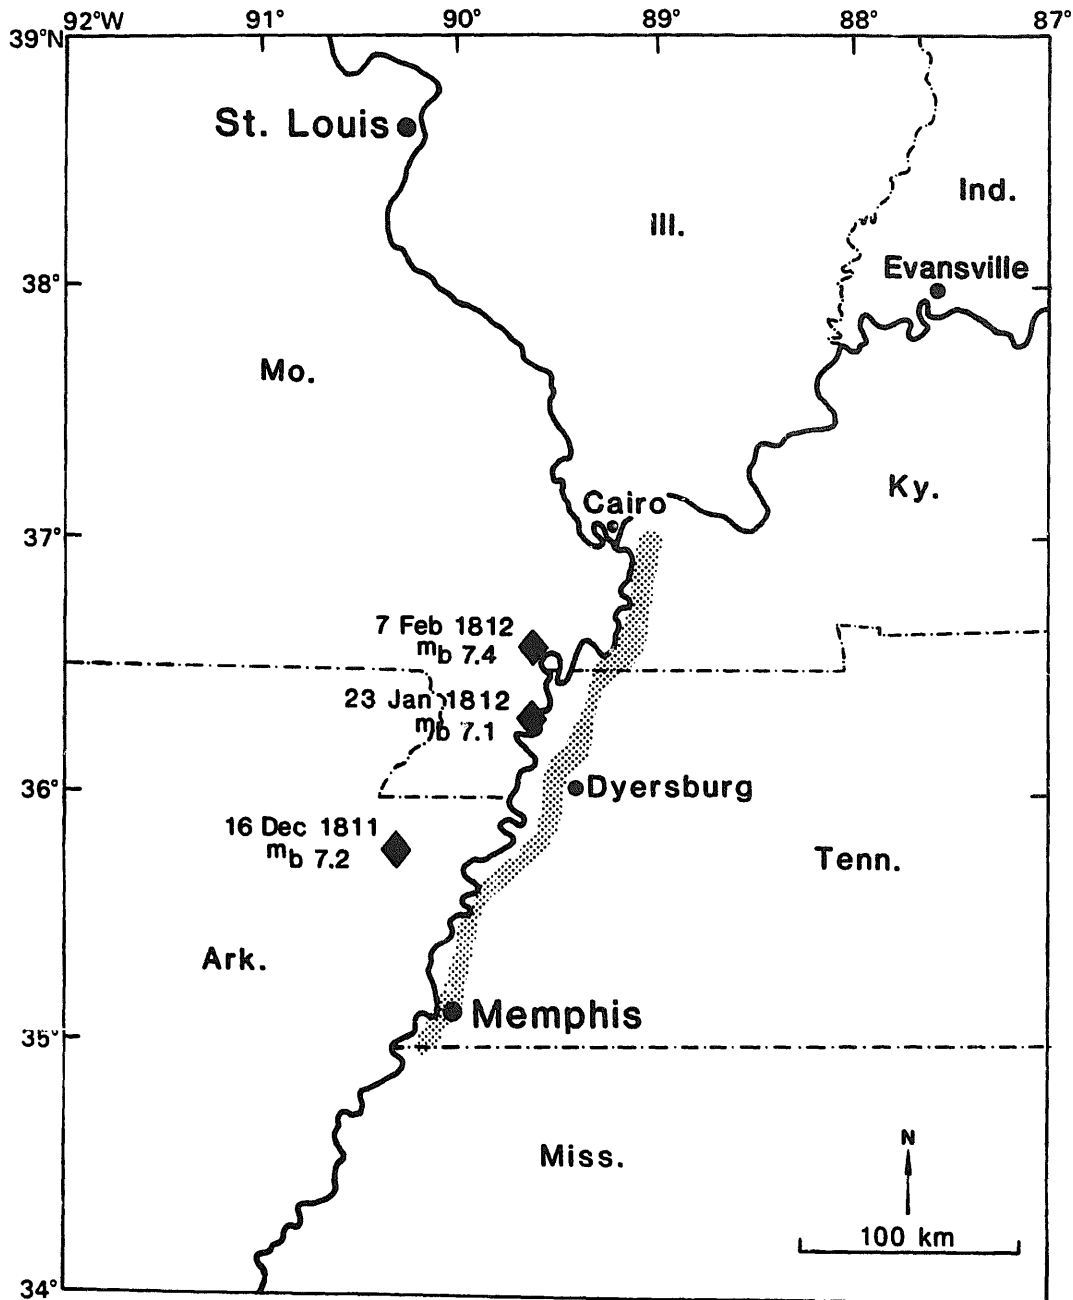 92°W 91° 90° 89° 88° 87°
39°N
St. Louis
Ind.
Ill.
Evansville
38°
Mo.
Ky.
Cairo
37°
7 Feb 1812
mb 7.4
23 Jan 1812
mb 7.1
36°
Dyersburg
16 Dec 1811
mb 7.2
Tenn.
Ark.
Memphis
35°
N
Miss.
100 km
34°